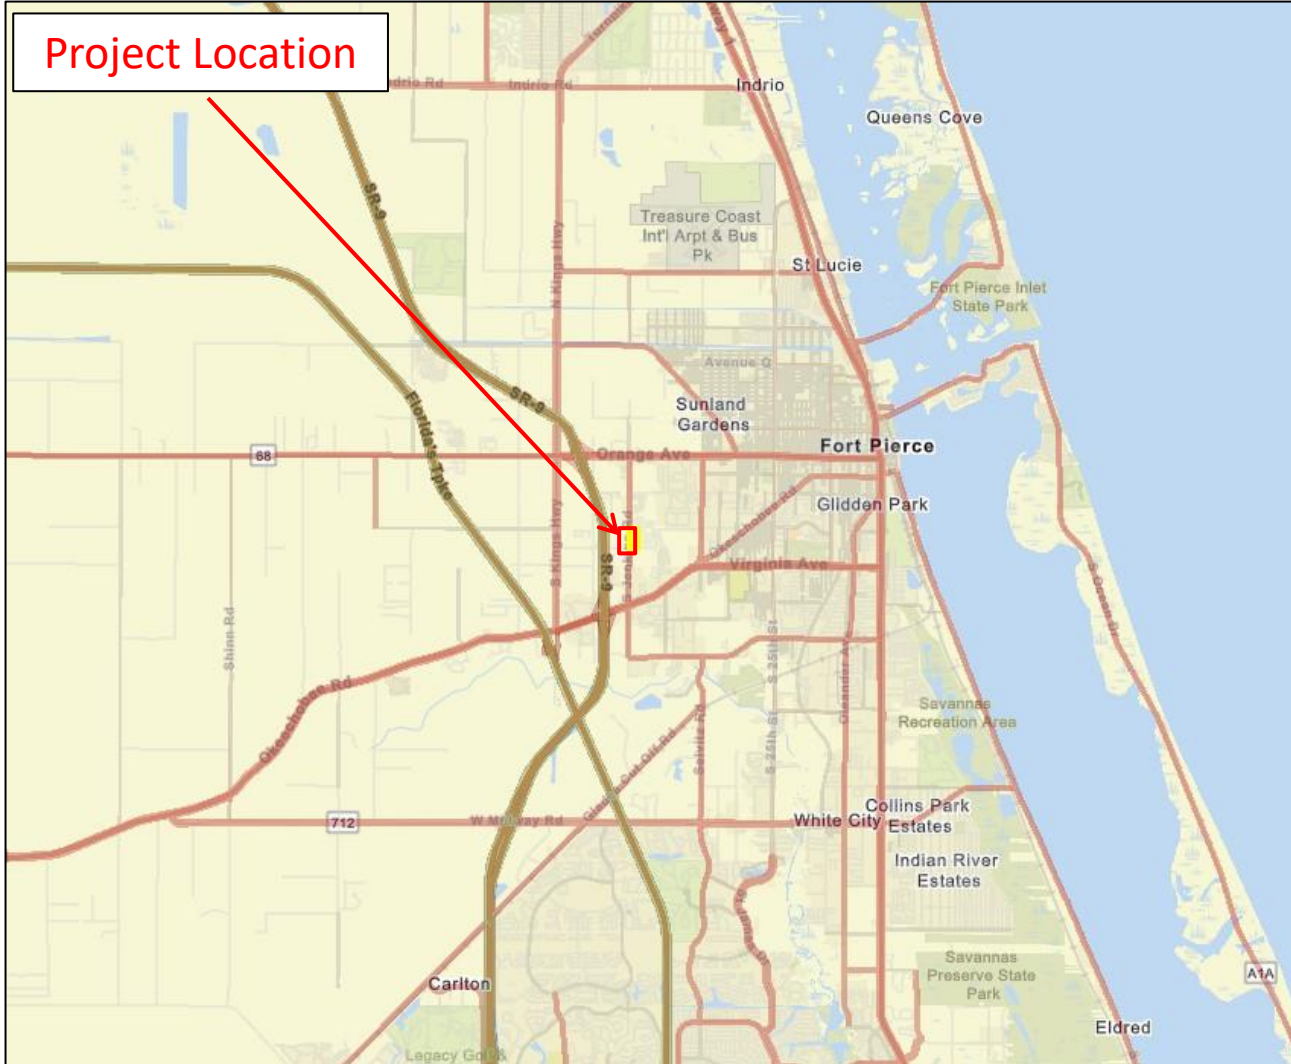 Project Location
Indrio Rd
Indrio
Queens Cove
SR-9
Treasure Coast
Int'l Arpt & Bus
Pk
N Kings Hwy
St Lucie
Fort Pierce Inlet
State Park
Avenue Q
SR-9
Florida's Tpke
Sunland
Gardens
68
Orange Ave
Fort Pierce
Glidden Park
Okeechobee Rd
S Kings Hwy
SR-9
Virginia Ave
S Ocean Dr
Shinn Rd
S 25th St
Oleander Ave
Okeechobee Rd
Savannas
Recreation Area
Selvitz Rd
S 25th St
Glades Cut Off Rd
712
W Midway Rd
White City
Collins Park
Estates
Indian River
Estates
St James Dr
Savannas
Preserve State
Park
A1A
Carlton
Eldred
Legacy Golf &